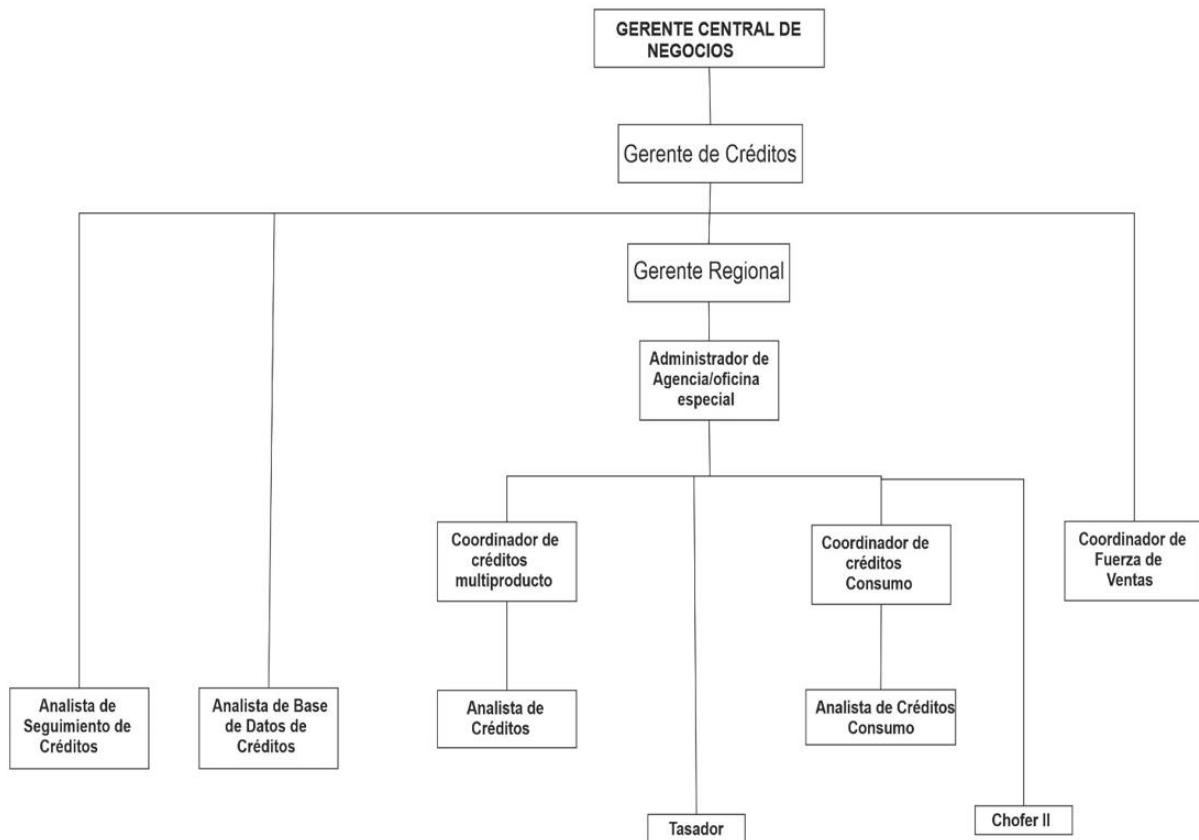 GERENTE CENTRAL DE
NEGOCIOS
Gerente de Créditos
Gerente Regional
Administrador de
Agencia/oficina
especial
Coordinador de
créditos
multiproducto
Coordinador de
créditos
Consumo
Coordinador de
Fuerza de
Ventas
Analista de
Seguimiento de
Créditos
Analista de Base
de Datos de
Créditos
Analista de
Créditos
Analista de Créditos
Consumo
Tasador
Chofer II